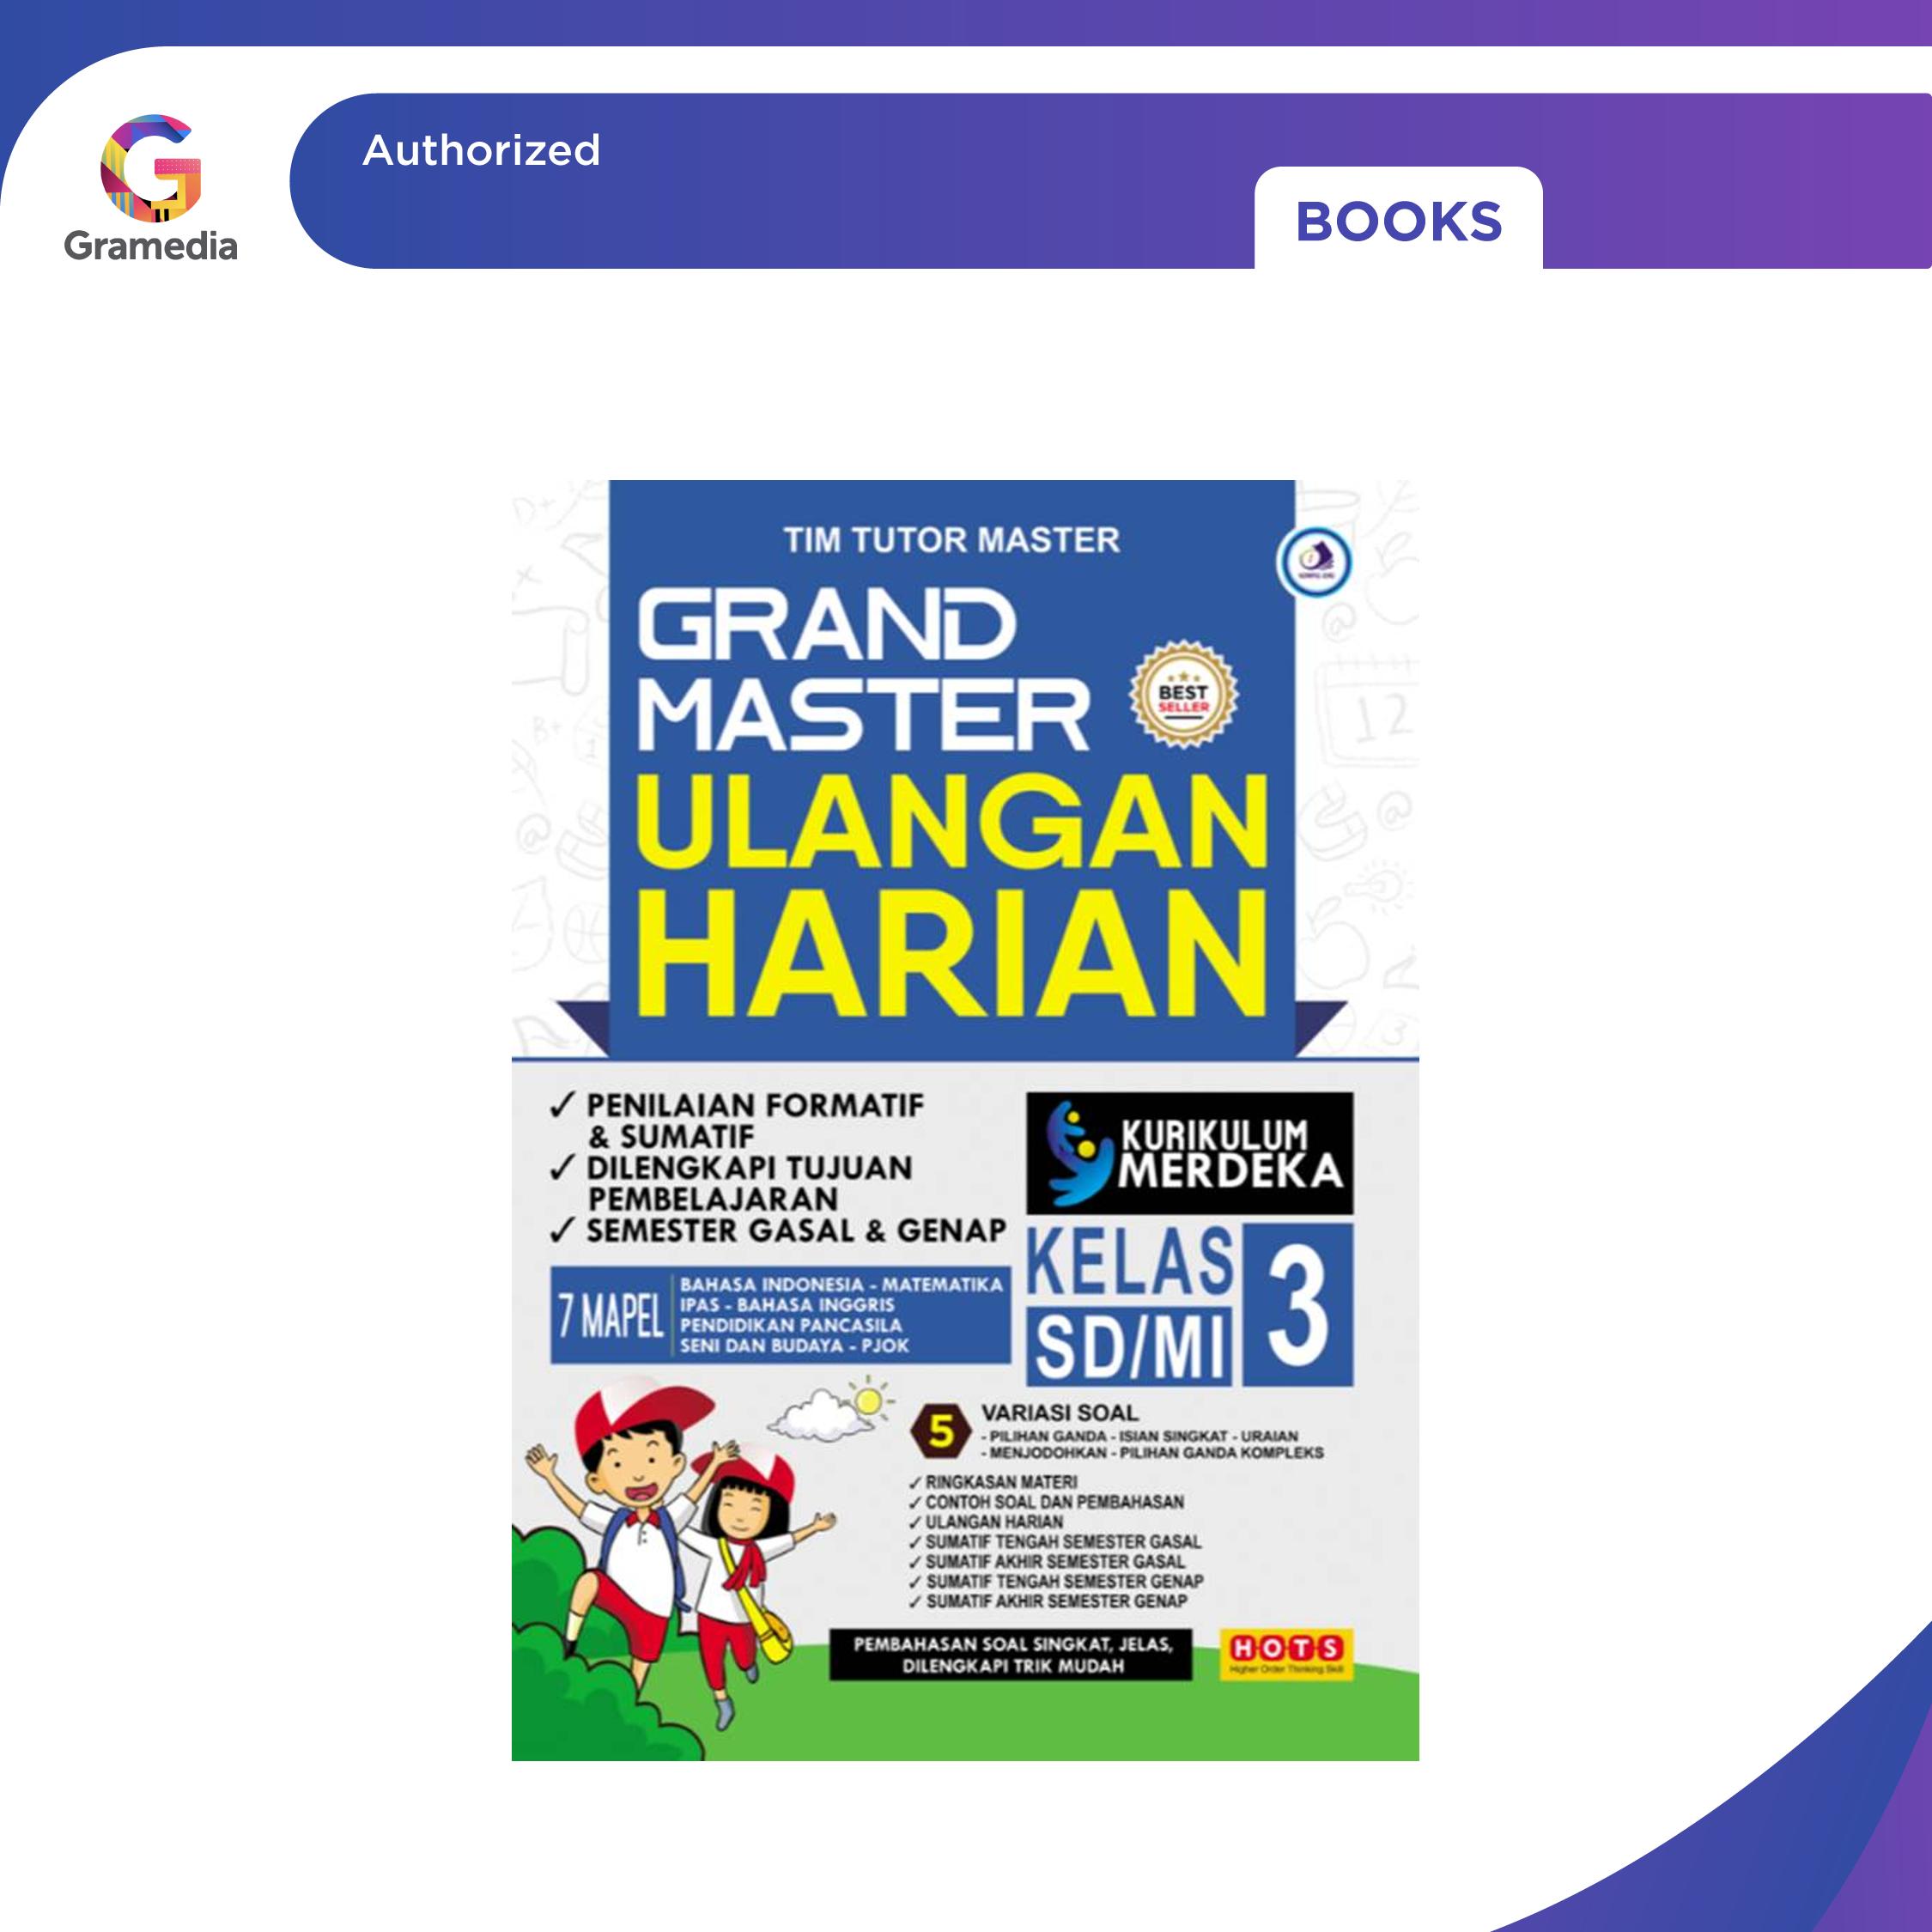 Gramedia
Authorized
BOOKS
TIM TUTOR MASTER
GRAND
MASTER
BEST
SELLER
ULANGAN
HARIAN
✓ PENILAIAN FORMATIF
& SUMATIF
✓ DILENGKAPI TUJUAN
PEMBELAJARAN
✓ SEMESTER GASAL & GENAP
KURIKULUM
MERDEKA
7 MAPEL
BAHASA INDONESIA - MATEMATIKA
IPAS - BAHASA INGGRIS
PENDIDIKAN PANCASILA
SENI DAN BUDAYA - PJOK
KELAS
SD/MI
3
5
VARIASI SOAL
- PILIHAN GANDA - ISIAN SINGKAT - URAIAN
- MENJODOHKAN - PILIHAN GANDA KOMPLEKS
✓ RINGKASAN MATERI
✓ CONTOH SOAL DAN PEMBAHASAN
✓ ULANGAN HARIAN
✓ SUMATIF TENGAH SEMESTER GASAL
✓ SUMATIF AKHIR SEMESTER GASAL
✓ SUMATIF TENGAH SEMESTER GENAP
✓ SUMATIF AKHIR SEMESTER GENAP
PEMBAHASAN SOAL SINGKAT, JELAS,
DILENGKAPI TRIK MUDAH
HOTS
Higher Order Thinking Skill